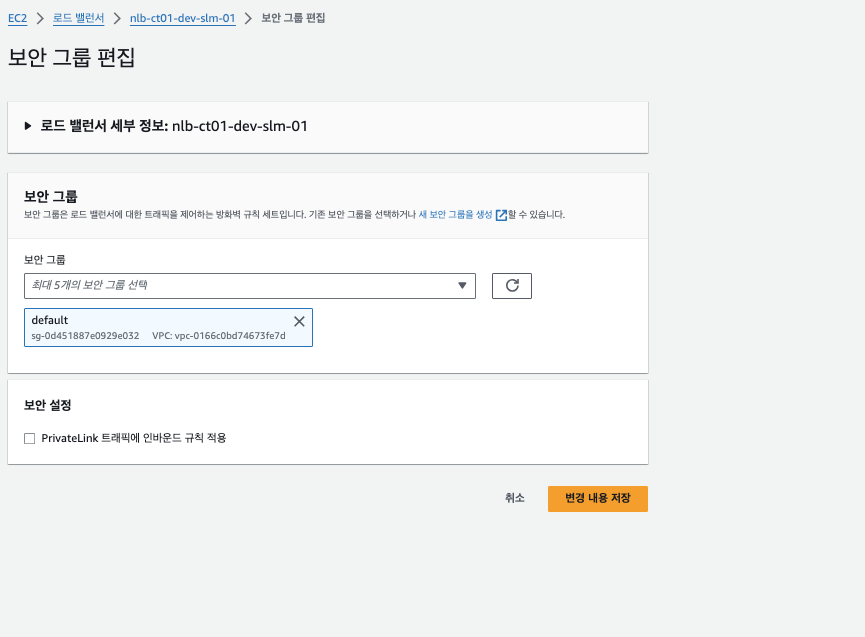 EC2 > 로드 밸런서 > nlb-ct01-dev-slm-01 > 보안 그룹 편집
보안 그룹 편집
로드 밸런서 세부 정보: nlb-ct01-dev-slm-01
보안 그룹
보안 그룹은 로드 밸런서에 대한 트래픽을 제어하는 방화벽 규칙 세트입니다. 기존 보안 그룹을 선택하거나 새 보안 그룹을 생성 할 수 있습니다.
보안 그룹
최대 5개의 보안 그룹 선택
default
sg-0d451887e0929e032 VPC: vpc-0166c0bd74673fe7d
보안 설정
PrivateLink 트래픽에 인바운드 규칙 적용
취소 변경 내용 저장